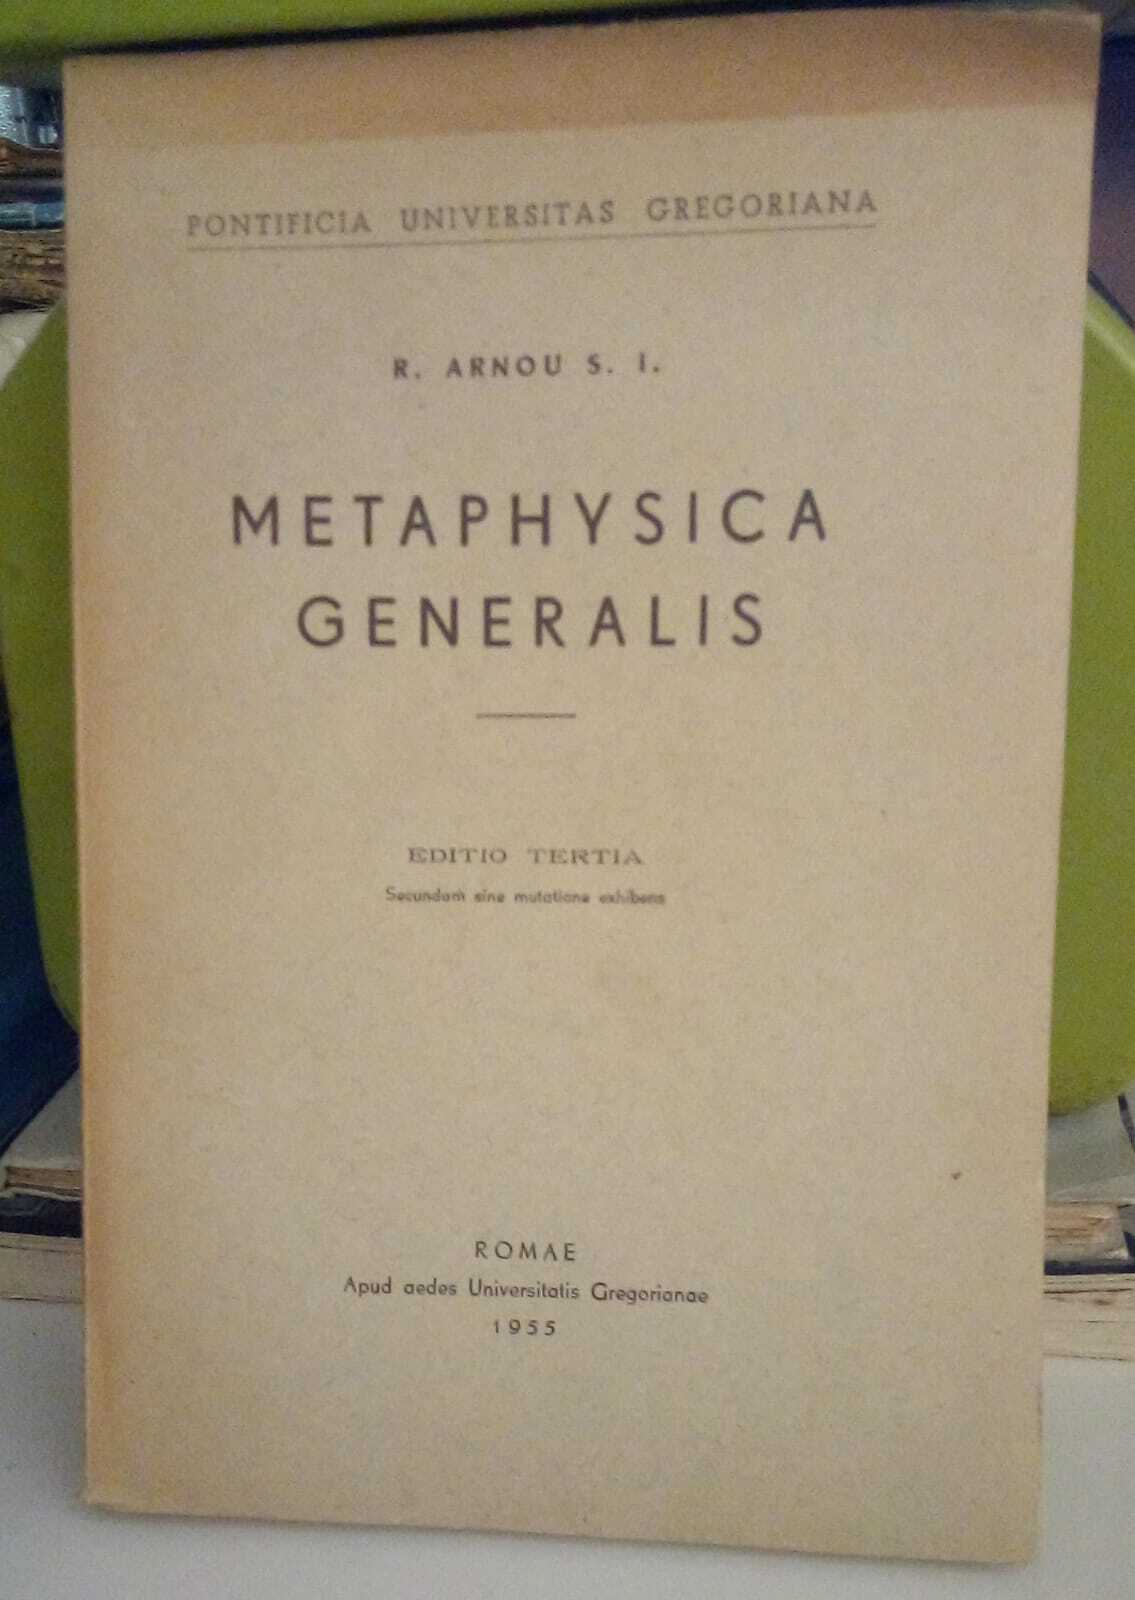 PONTIFICIA UNIVERSITAS GREGORIANA
R. ARNOU S. I.
METAPHYSICA
GENERALIS
EDITIO TERTIA
Secundam sine mutatione exhibens
ROMAE
Apud aedes Universitatis Gregorianae
1955